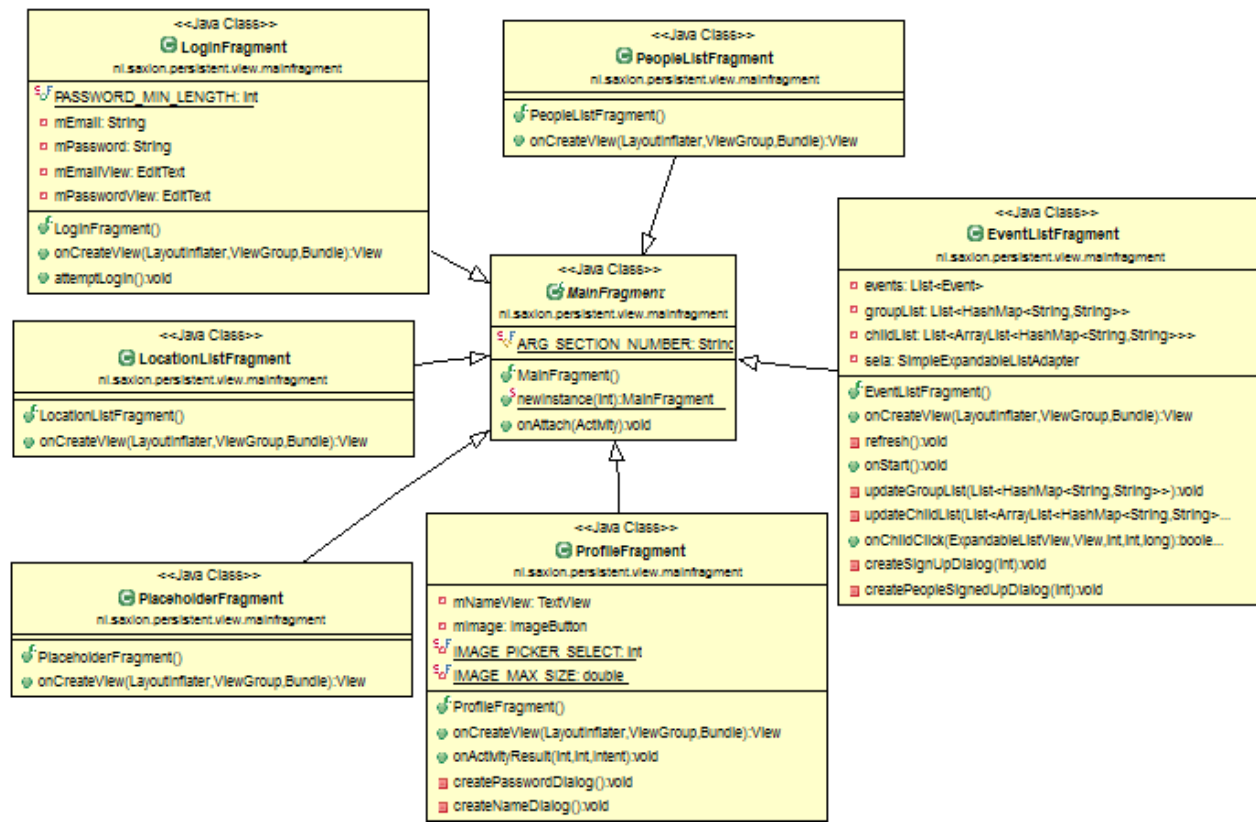 <<Java Class>>
LoginFragment
nl.saxion.persistent.view.mainfragment
PASSWORD_MIN_LENGTH: int
mEmail: String
mPassword: String
mEmailView: EditText
mPasswordView: EditText
LoginFragment()
onCreateView(LayoutInflater,ViewGroup,Bundle):View
attemptLogin():void
<<Java Class>>
PeopleListFragment
nl.saxion.persistent.view.mainfragment
PeopleListFragment()
onCreateView(LayoutInflater,ViewGroup,Bundle):View
<<Java Class>>
MainFragment
nl.saxion.persistent.view.mainfragment
ARG_SECTION_NUMBER: String
MainFragment()
newInstance(int):MainFragment
onAttach(Activity):void
<<Java Class>>
EventListFragment
nl.saxion.persistent.view.mainfragment
events: List<Event>
groupList: List<HashMap<String,String>>
childList: List<ArrayList<HashMap<String,String>>>
sela: SimpleExpandableListAdapter
EventListFragment()
onCreateView(LayoutInflater,ViewGroup,Bundle):View
refresh():void
onStart():void
updateGroupList(List<HashMap<String,String>>):void
updateChildList(List<ArrayList<HashMap<String,String>...
onChildClick(ExpandableListView,View,int,int,long):boole...
createSignUpDialog(int):void
createPeopleSignedUpDialog(int):void
<<Java Class>>
LocationListFragment
nl.saxion.persistent.view.mainfragment
LocationListFragment()
onCreateView(LayoutInflater,ViewGroup,Bundle):View
<<Java Class>>
PlaceholderFragment
nl.saxion.persistent.view.mainfragment
PlaceholderFragment()
onCreateView(LayoutInflater,ViewGroup,Bundle):View
<<Java Class>>
ProfileFragment
nl.saxion.persistent.view.mainfragment
mNameView: TextView
mImage: ImageButton
IMAGE_PICKER_SELECT: int
IMAGE_MAX_SIZE: double
ProfileFragment()
onCreateView(LayoutInflater,ViewGroup,Bundle):View
onActivityResult(int,int,Intent):void
createPasswordDialog():void
createNameDialog():void